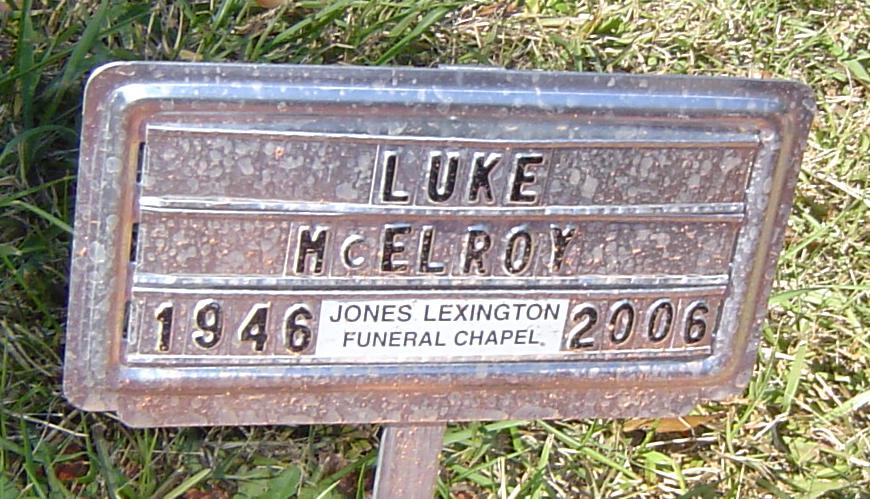 LUKE
McELROY
1946 JONES LEXINGTON FUNERAL CHAPEL 2006